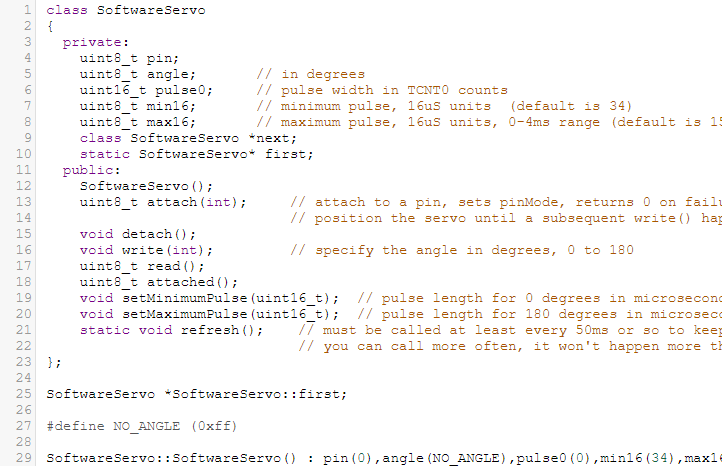 1 class SoftwareServo
2 {
3 private:
4 uint8_t pin;
5 uint8_t angle; // in degrees
6 uint16_t pulse0; // pulse width in TCNT0 counts
7 uint8_t min16; // minimum pulse, 16uS units (default is 34)
8 uint8_t max16; // maximum pulse, 16uS units, 0-4ms range (default is 15
9 class SoftwareServo *next;
10 static SoftwareServo* first;
11 public:
12 SoftwareServo();
13 uint8_t attach(int); // attach to a pin, sets pinMode, returns 0 on failu
14 // position the servo until a subsequent write() hap
15 void detach();
16 void write(int); // specify the angle in degrees, 0 to 180
17 uint8_t read();
18 uint8_t attached();
19 void setMinimumPulse(uint16_t); // pulse length for 0 degrees in microsecon
20 void setMaximumPulse(uint16_t); // pulse length for 180 degrees in microsec
21 static void refresh(); // must be called at least every 50ms or so to keep
22 // you can call more often, it won't happen more th
23 };
24
25 SoftwareServo *SoftwareServo::first;
26
27 #define NO_ANGLE (0xff)
28
29 SoftwareServo::SoftwareServo() : pin(0),angle(NO_ANGLE),pulse0(0),min16(34),max16